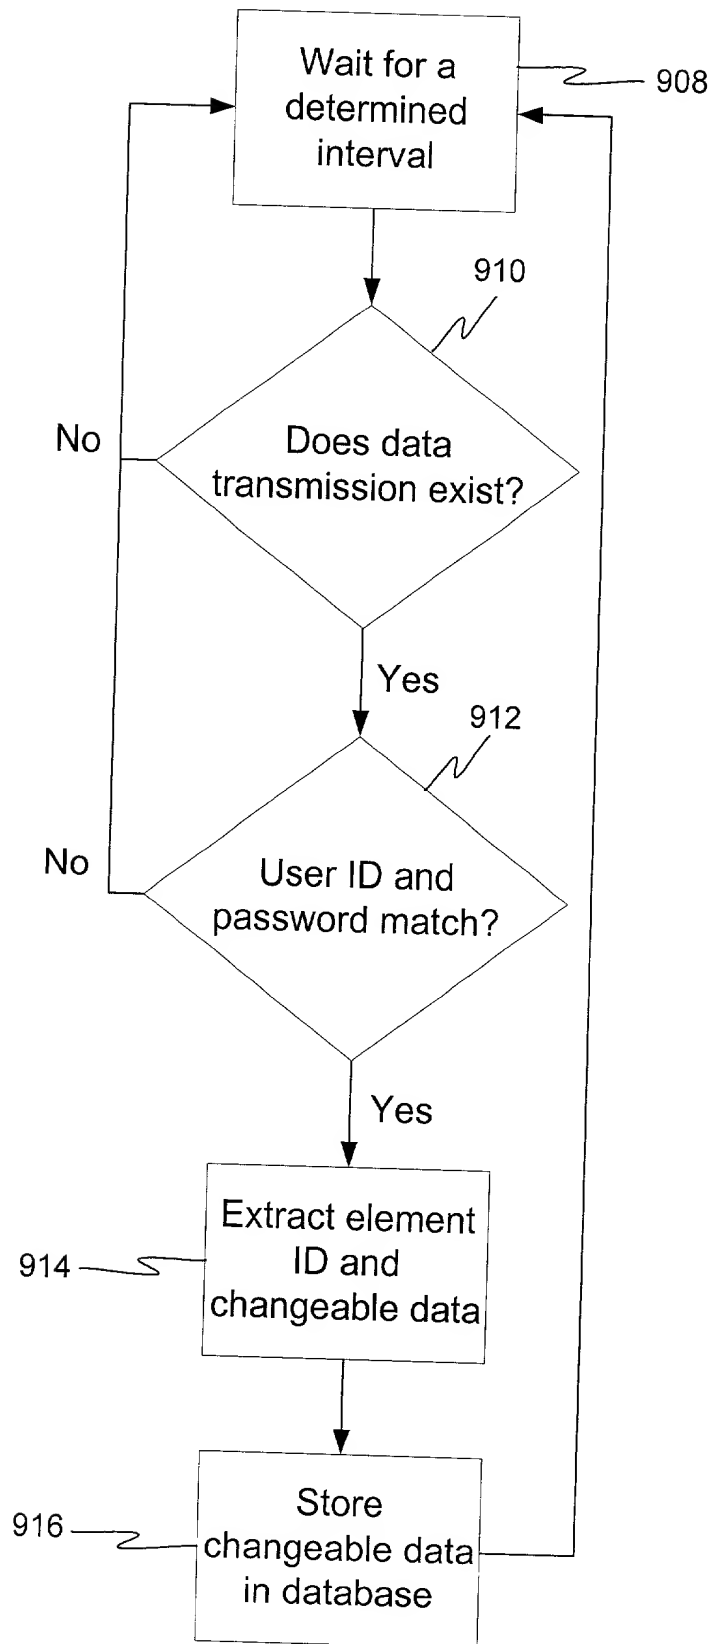 Wait for a
determined
interval
908
910
Does data
transmission exist?
No
Yes
912
User ID and
password match?
No
Yes
Extract element
ID and
changeable data
914
Store
changeable data
in database
916